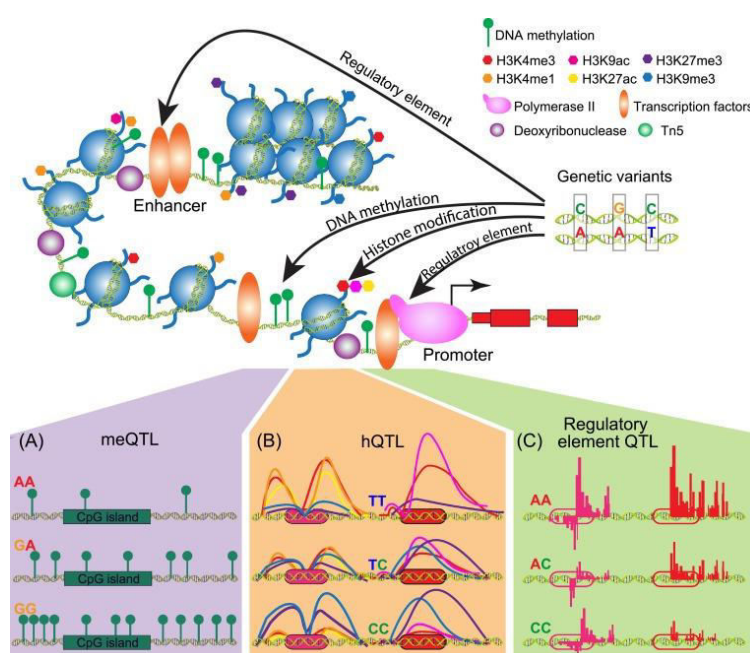 DNA methylation
H3K4me3 H3K9ac H3K27me3
H3K4me1 H3K27ac H3K9me3
Polymerase II Transcription factors
Deoxyribonuclease Tn5
Regulatory element
Enhancer
Genetic variants
C G C
A A T
DNA methylation
Histone modification
Regulatroy element
Promoter
(A) meQTL
AA
CpG island
GA
CpG island
GG
CpG island
(B) hQTL
TT
TC
CC
(C) Regulatory
element QTL
AA
AC
CC